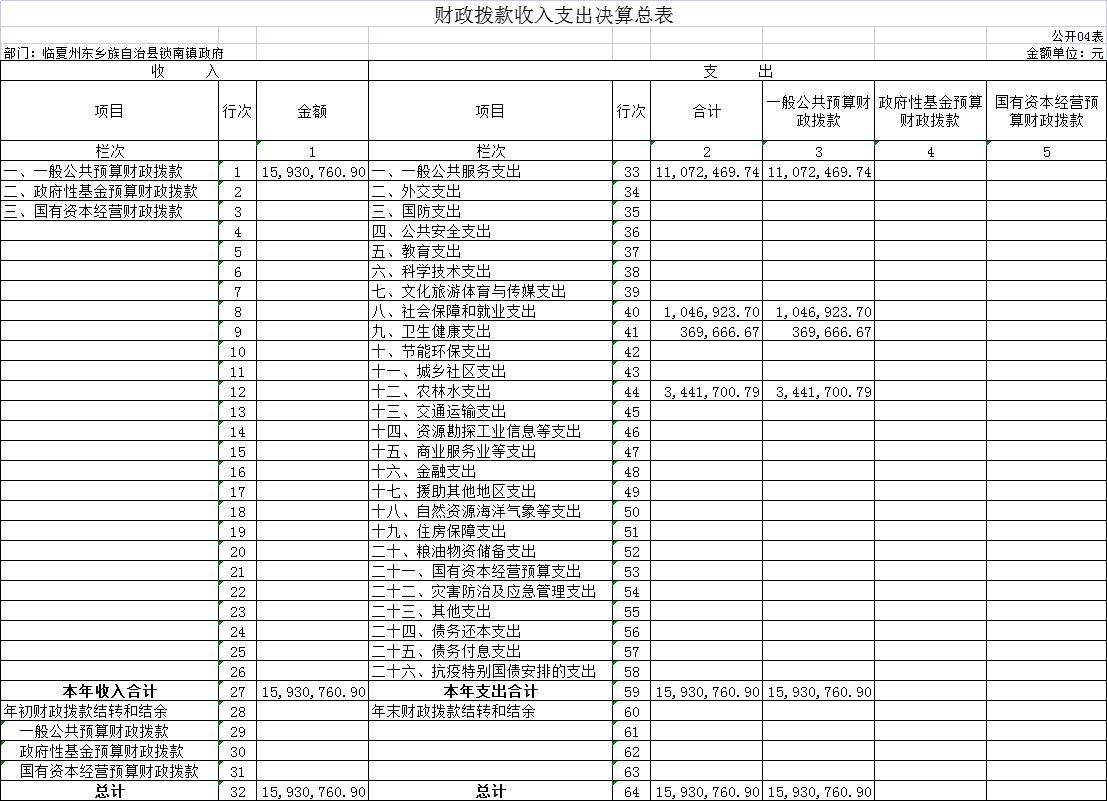 财政拨款收入支出决算总表
公开04表
部门：临夏州东乡族自治县锁南镇政府 金额单位：元
收 入 支 出
项目 行次 金额 项目 行次 合计 一般公共预算财政拨款 政府性基金预算财政拨款 国有资本经营预算财政拨款
栏次 1 栏次 2 3 4 5
一、一般公共预算财政拨款 1 15,930,760.90 一、一般公共服务支出 33 11,072,469.74 11,072,469.74
二、政府性基金预算财政拨款 2 二、外交支出 34
三、国有资本经营财政拨款 3 三、国防支出 35
4 四、公共安全支出 36
5 五、教育支出 37
6 六、科学技术支出 38
7 七、文化旅游体育与传媒支出 39
8 八、社会保障和就业支出 40 1,046,923.70 1,046,923.70
9 九、卫生健康支出 41 369,666.67 369,666.67
10 十、节能环保支出 42
11 十一、城乡社区支出 43
12 十二、农林水支出 44 3,441,700.79 3,441,700.79
13 十三、交通运输支出 45
14 十四、资源勘探工业信息等支出 46
15 十五、商业服务业等支出 47
16 十六、金融支出 48
17 十七、援助其他地区支出 49
18 十八、自然资源海洋气象等支出 50
19 十九、住房保障支出 51
20 二十、粮油物资储备支出 52
21 二十一、国有资本经营预算支出 53
22 二十二、灾害防治及应急管理支出 54
23 二十三、其他支出 55
24 二十四、债务还本支出 56
25 二十五、债务付息支出 57
26 二十六、抗疫特别国债安排的支出 58
本年收入合计 27 15,930,760.90 本年支出合计 59 15,930,760.90 15,930,760.90
年初财政拨款结转和结余 28 年末财政拨款结转和结余 60
一般公共预算财政拨款 29 61
政府性基金预算财政拨款 30 62
国有资本经营预算财政拨款 31 63
总计 32 15,930,760.90 总计 64 15,930,760.90 15,930,760.90